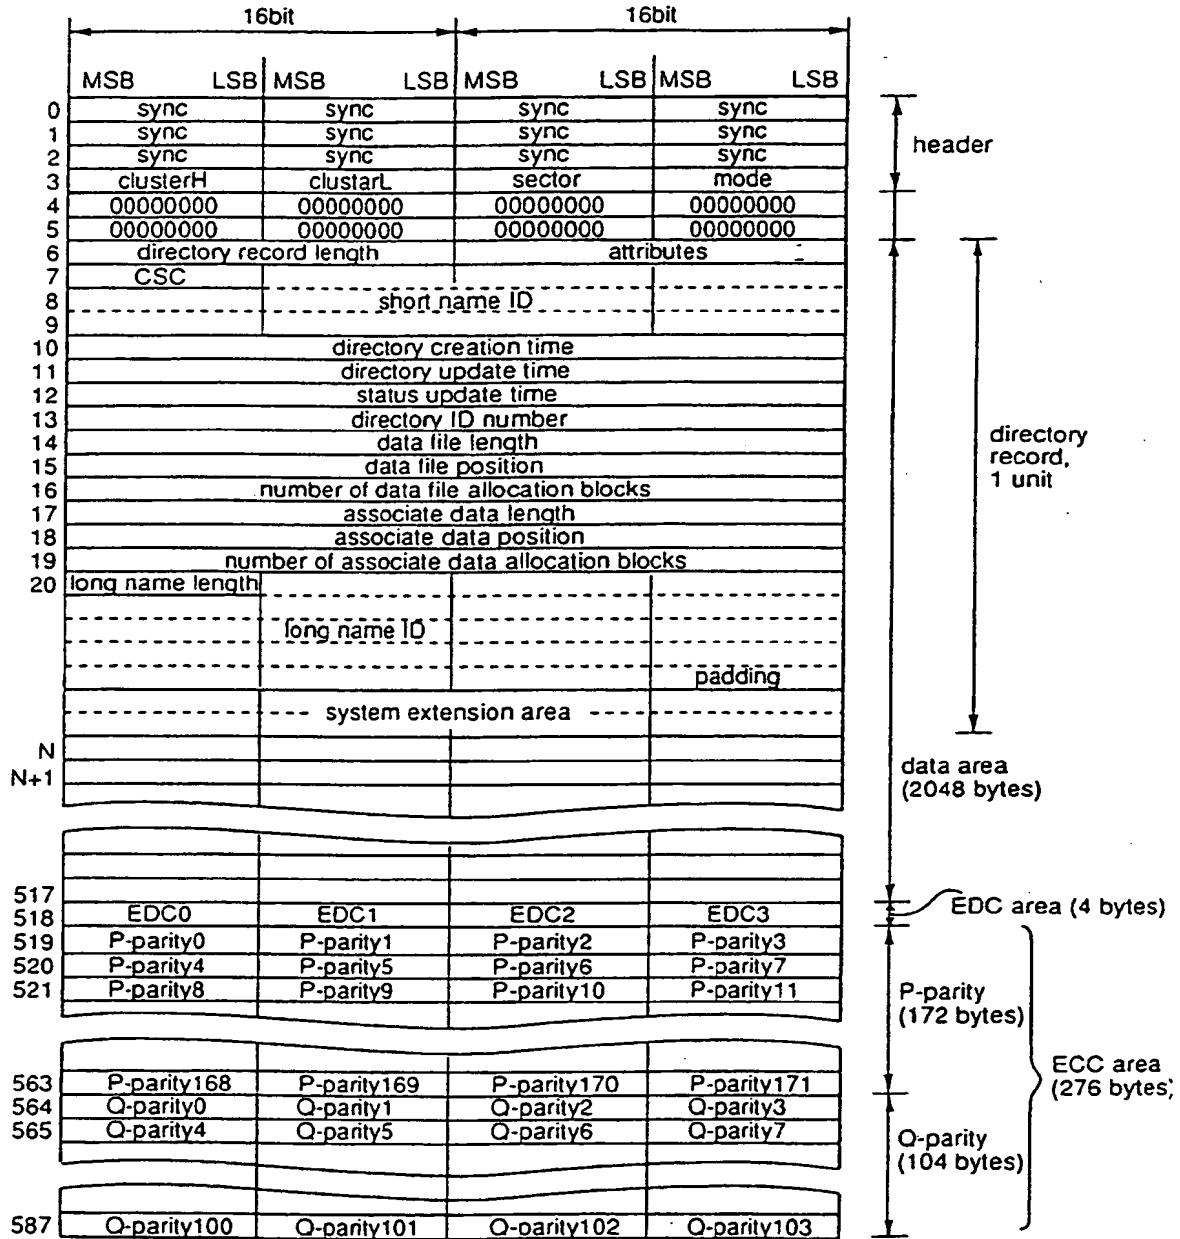 16bit 16bit
MSB LSB MSB LSB MSB LSB MSB LSB
0 sync sync sync sync
1 sync sync sync sync
header
2 sync sync sync sync
3 clusterH clustarL sector mode
4 00000000 00000000 00000000 00000000
5 00000000 00000000 00000000 00000000
6 directory record length attributes
7 CSC
8 short name ID
9
10 directory creation time
11 directory update time
12 status update time
13 directory ID number
14 data file length
15 data file position
16 number of data file allocation blocks
17 associate data length
18 associate data position
19 number of associate data allocation blocks
directory
record,
1 unit
20 long name length
long name ID
padding
system extension area
N
N+1
data area
(2048 bytes)
517
518 EDC0 EDC1 EDC2 EDC3
EDC area (4 bytes)
519 P-parity0 P-parity1 P-parity2 P-parity3
520 P-parity4 P-parity5 P-parity6 P-parity7
521 P-parity8 P-parity9 P-parity10 P-parity11
P-parity
(172 bytes)
563 P-parity168 P-parity169 P-parity170 P-parity171
564 Q-parity0 Q-parity1 Q-parity2 Q-parity3
565 Q-parity4 Q-parity5 Q-parity6 Q-parity7
ECC area
(276 bytes)
Q-parity
(104 bytes)
587 Q-parity100 Q-parity101 Q-parity102 Q-parity103